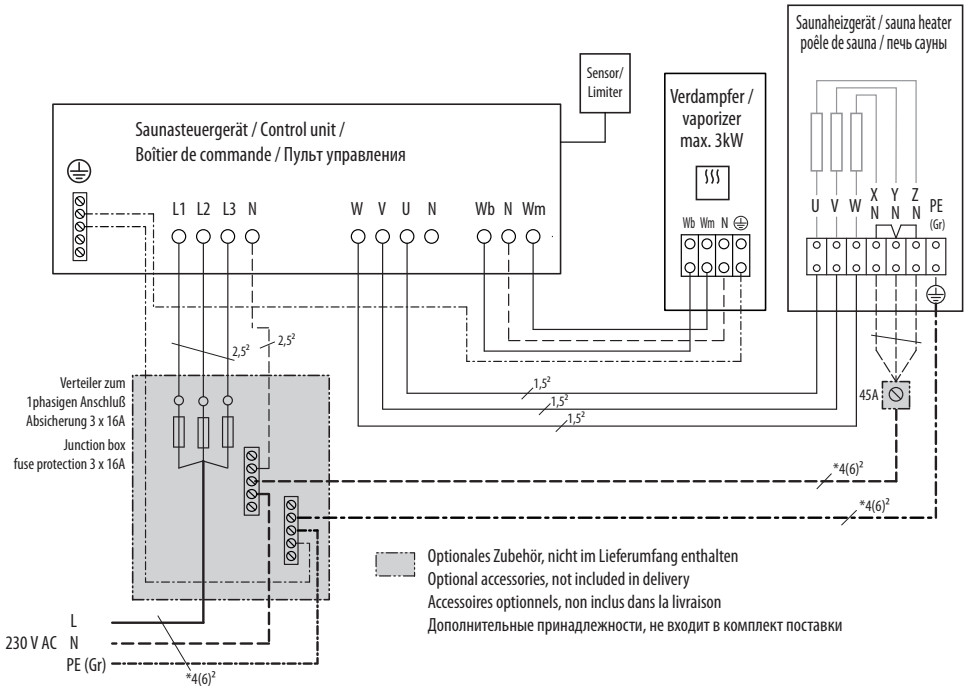 Saunaheizgerät / sauna heater
poêle de sauna / печь сауны
Sensor/
Limiter
Verdampfer /
vaporizer
max. 3kW
Saunasteuergerät / Control unit /
Boîtier de commande / Пульт управления
L1 L2 L3 N
W V U N
Wb N Wm
Wb Wm N
U V W X Y Z PE
N N N (Gr)
2,5²
2,5²
Verteiler zum
1phasigen Anschluß
Absicherung 3 x 16A
Junction box
fuse protection 3 x 16A
1,5²
1,5²
1,5²
45A
*4(6)²
*4(6)²
Optionales Zubehör, nicht im Lieferumfang enthalten
Optional accessories, not included in delivery
Accessoires optionnels, non inclus dans la livraison
Дополнительные принадлежности, не входит в комплект поставки
L
230 V AC N
PE (Gr)
*4(6)²